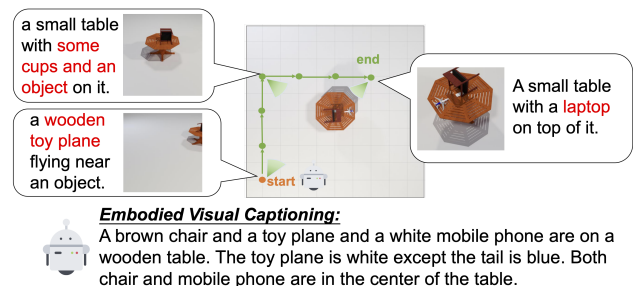 a small table
with some
cups and an
object on it.
end
A small table
with a laptop
on top of it.
a wooden
toy plane
flying near
an object.
start
Embodied Visual Captioning:
A brown chair and a toy plane and a white mobile phone are on a
wooden table. The toy plane is white except the tail is blue. Both
chair and mobile phone are in the center of the table.